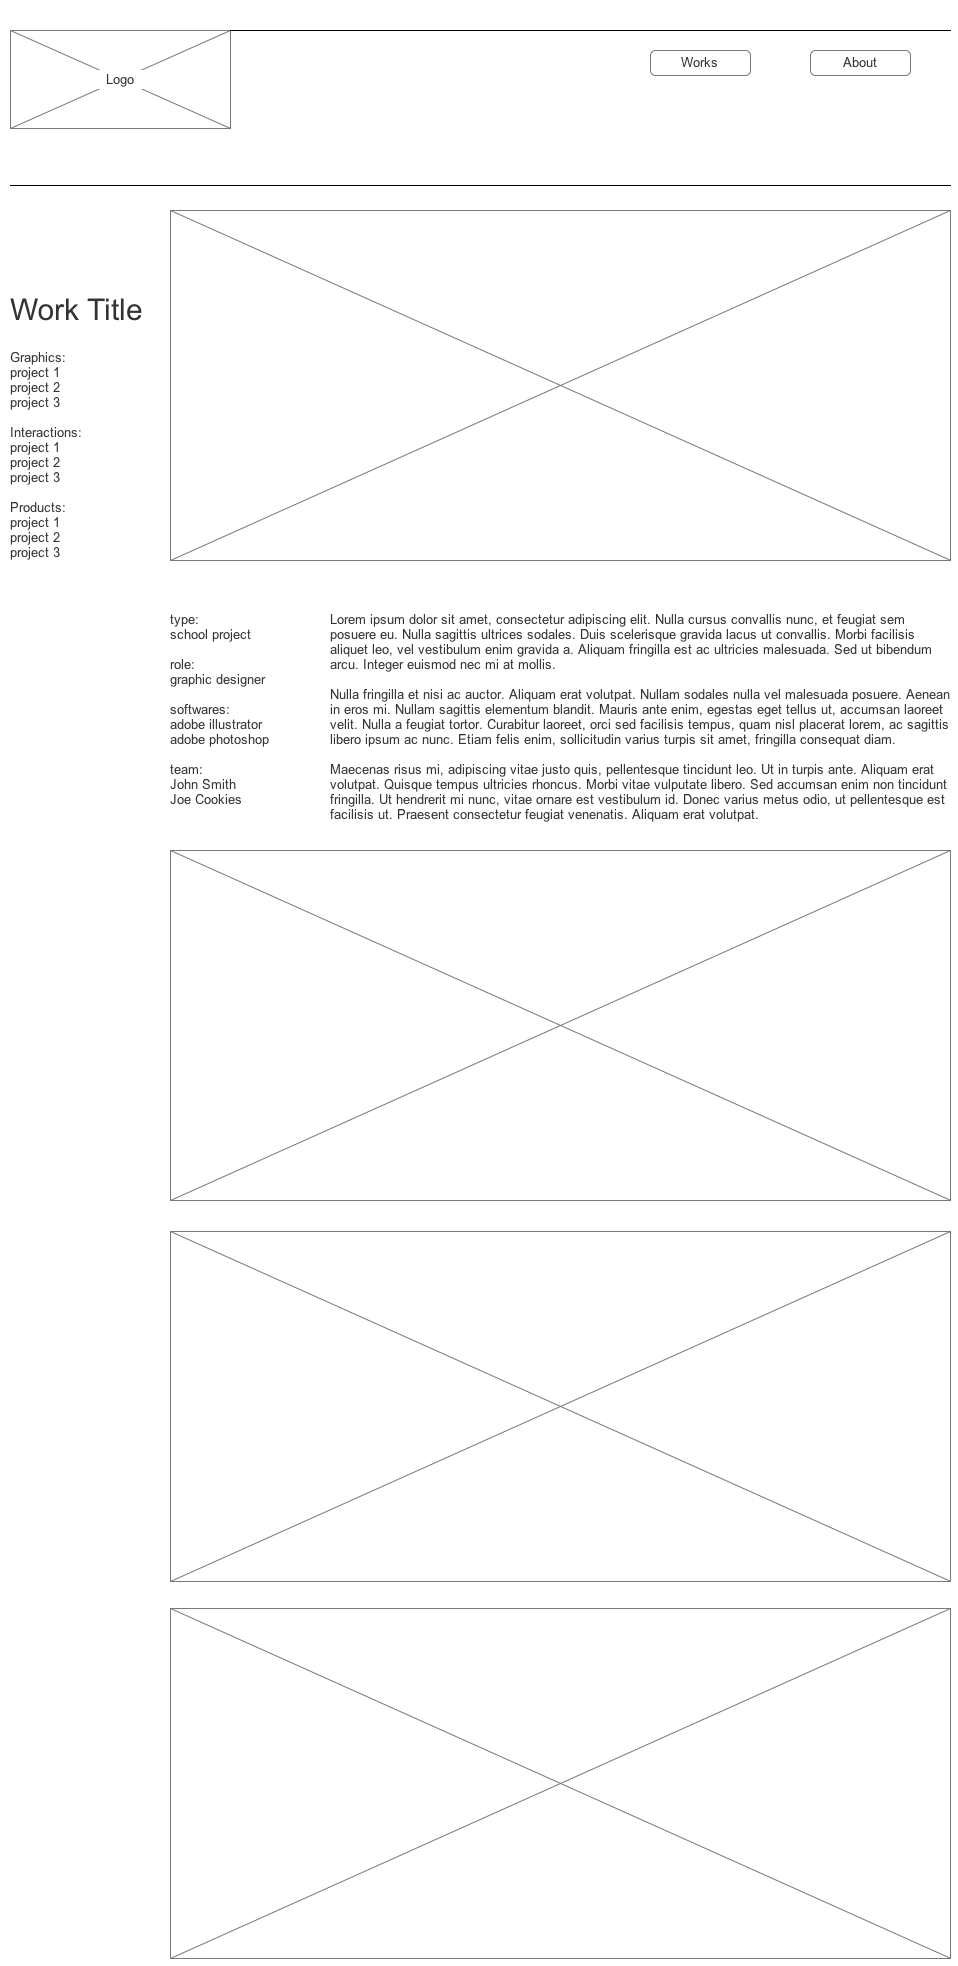 Logo
Works
About
Work Title
Graphics:
project 1
project 2
project 3
Interactions:
project 1
project 2
project 3
Products:
project 1
project 2
project 3
type:
school project
role:
graphic designer
softwares:
adobe illustrator
adobe photoshop
team:
John Smith
Joe Cookies
Lorem ipsum dolor sit amet, consectetur adipiscing elit. Nulla cursus convallis nunc, et feugiat sem
posuere eu. Nulla sagittis ultrices sodales. Duis scelerisque gravida lacus ut convallis. Morbi facilisis
aliquet leo, vel vestibulum enim gravida a. Aliquam fringilla est ac ultricies malesuada. Sed ut bibendum
arcu. Integer euismod nec mi at mollis.
Nulla fringilla et nisi ac auctor. Aliquam erat volutpat. Nullam sodales nulla vel malesuada posuere. Aenean
in eros mi. Nullam sagittis elementum blandit. Mauris ante enim, egestas eget tellus ut, accumsan laoreet
velit. Nulla a feugiat tortor. Curabitur laoreet, orci sed facilisis tempus, quam nisl placerat lorem, ac sagittis
libero ipsum ac nunc. Etiam felis enim, sollicitudin varius turpis sit amet, fringilla consequat diam.
Maecenas risus mi, adipiscing vitae justo quis, pellentesque tincidunt leo. Ut in turpis ante. Aliquam erat
volutpat. Quisque tempus ultricies rhoncus. Morbi vitae vulputate libero. Sed accumsan enim non tincidunt
fringilla. Ut hendrerit mi nunc, vitae ornare est vestibulum id. Donec varius metus odio, ut pellentesque est
facilisis ut. Praesent consectetur feugiat venenatis. Aliquam erat volutpat.